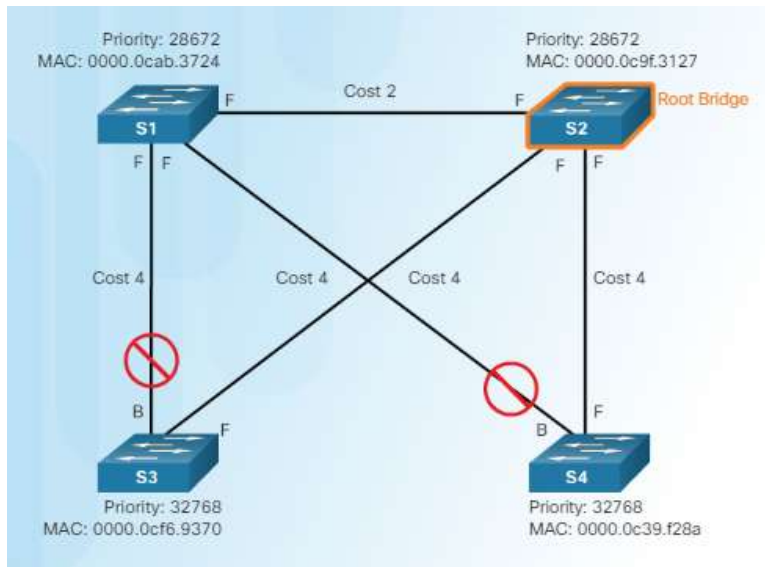 Priority: 28672
MAC: 0000.0cab.3724
Priority: 28672
MAC: 0000.0c9f.3127
F
Cost 2
F
Root Bridge
S1
S2
F
F
F
F
Cost 4
Cost 4
Cost 4
Cost 4
B
F
B
F
S3
S4
Priority: 32768
MAC: 0000.0cf6.9370
Priority: 32768
MAC: 0000.0c39.f28a